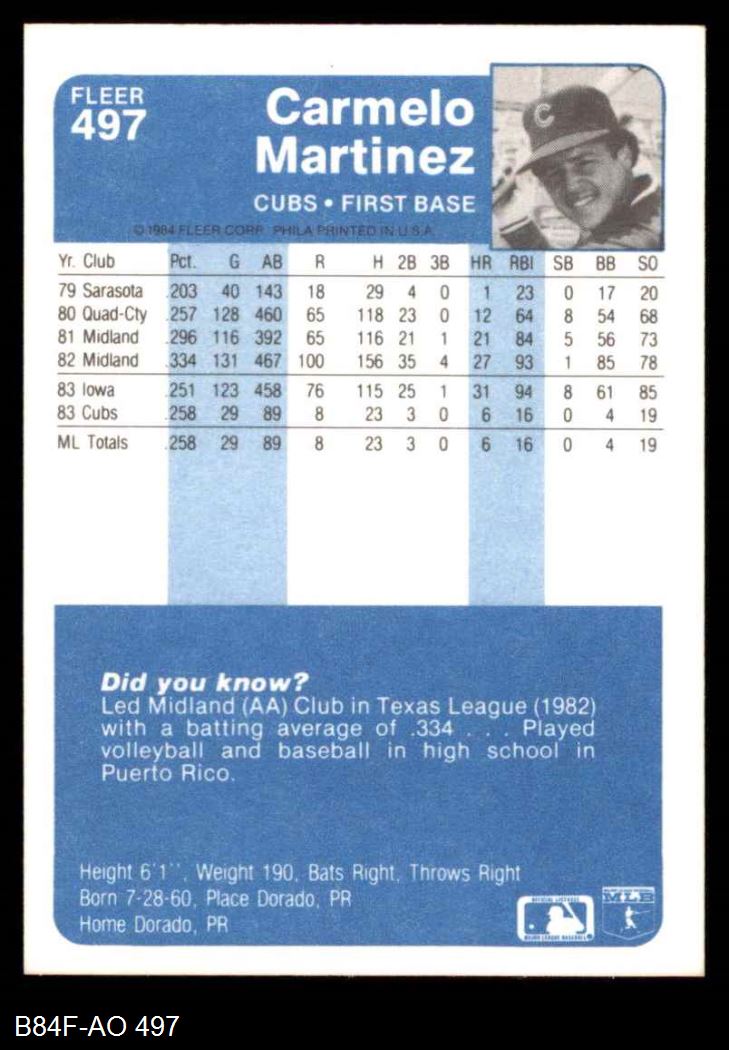 FLEER
497
Carmelo
Martinez
CUBS • FIRST BASE
© 1984 FLEER CORP. PHILA PRINTED IN U.S.A.
C
Yr. Club Pct. G AB R H 2B 3B HR RBI SB BB SO
79 Sarasota .203 40 143 18 29 4 0 1 23 0 17 20
80 Quad-Cty .257 128 460 65 118 23 0 12 64 8 54 68
81 Midland .296 116 392 65 116 21 1 21 84 5 56 73
82 Midland .334 131 467 100 156 35 4 27 93 1 85 78
83 Iowa .251 123 458 76 115 25 1 31 94 8 61 85
83 Cubs .258 29 89 8 23 3 0 6 16 0 4 19
ML Totals .258 29 89 8 23 3 0 6 16 0 4 19
Did you know?
Led Midland (AA) Club in Texas League (1982)
with a batting average of .334 . . . Played
volleyball and baseball in high school in
Puerto Rico.
Height 6'1'', Weight 190, Bats Right, Throws Right
Born 7-28-60, Place Dorado, PR
Home Dorado, PR
MAJOR LEAGUE BASEBALL
MLB
B84F-AO 497